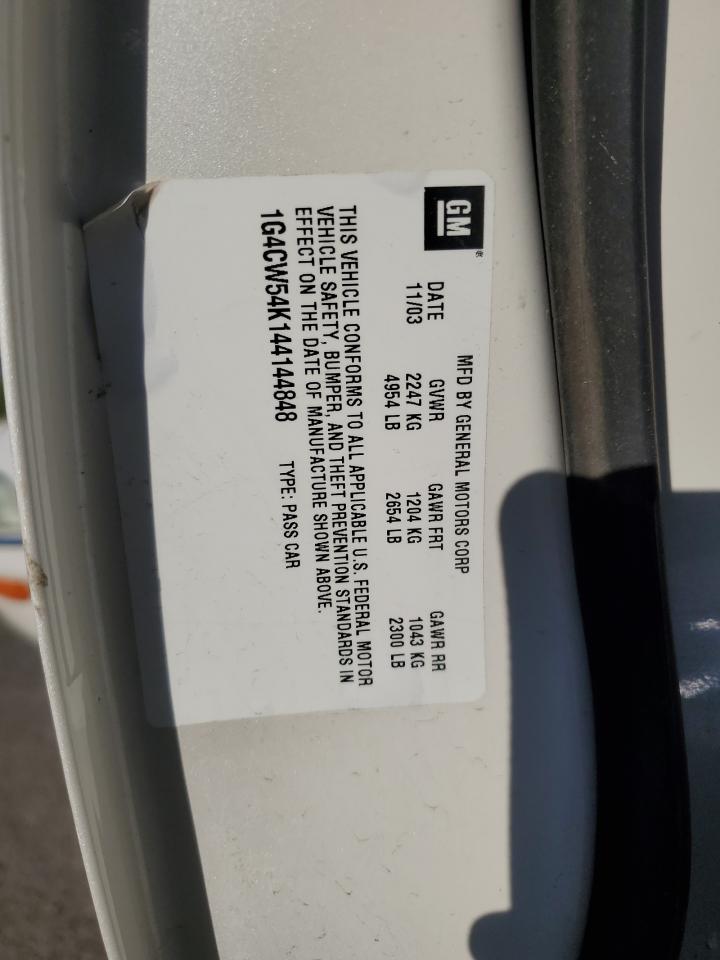 GM®
MFD BY GENERAL MOTORS CORP
DATE GVWR GAWR FRT GAWR RR
11/03 2247 KG 1204 KG 1043 KG
4954 LB 2654 LB 2300 LB
THIS VEHICLE CONFORMS TO ALL APPLICABLE U.S. FEDERAL MOTOR
VEHICLE SAFETY, BUMPER, AND THEFT PREVENTION STANDARDS IN
EFFECT ON THE DATE OF MANUFACTURE SHOWN ABOVE.
1G4CW54K144144848 TYPE: PASS CAR